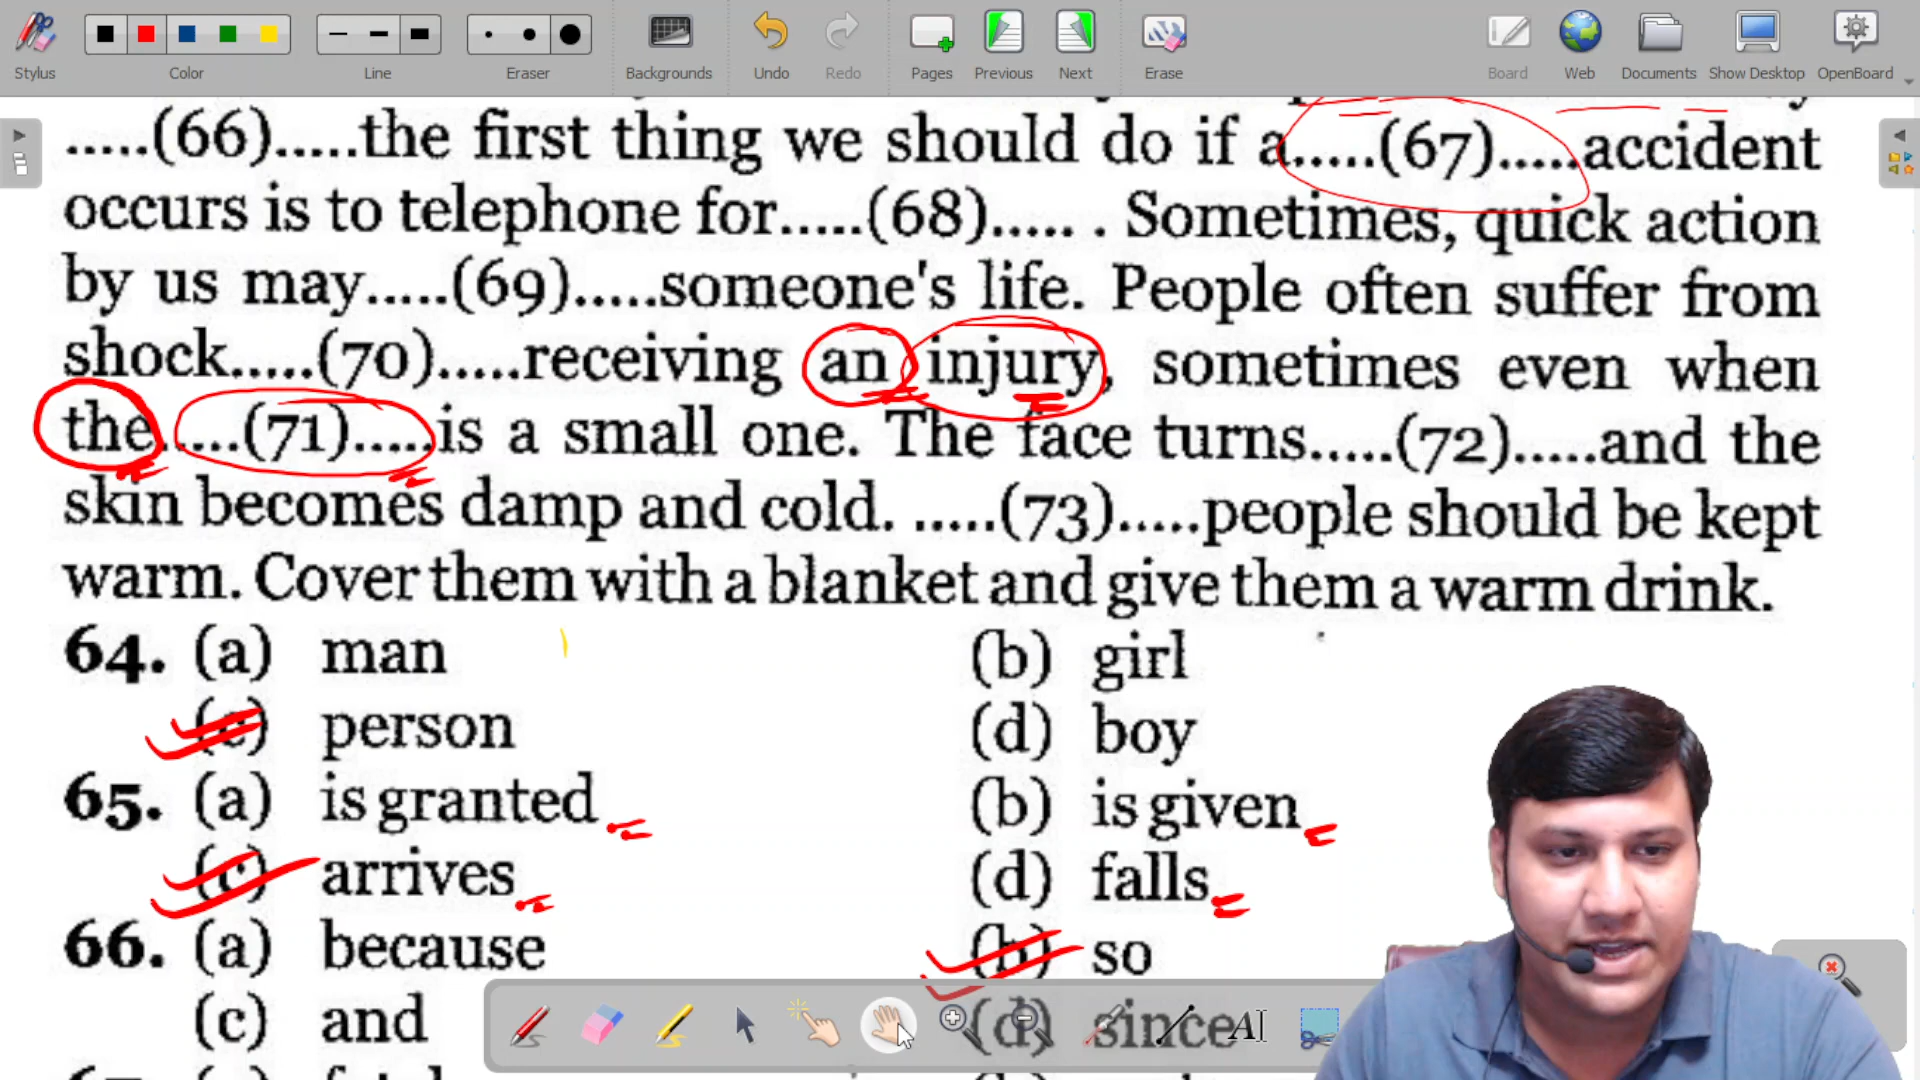 Stylus
Color
Line
Eraser
Backgrounds
Undo
Redo
Pages
Previous
Next
Erase
Board
Web
Documents
Show Desktop
OpenBoard
.....(66).....the first thing we should do if a.....(67).....accident
occurs is to telephone for.....(68)..... . Sometimes, quick action
by us may.....(69).....someone's life. People often suffer from
shock.....(70).....receiving an injury, sometimes even when
the.....(71).....is a small one. The face turns.....(72).....and the
skin becomes damp and cold. .....(73).....people should be kept
warm. Cover them with a blanket and give them a warm drink.
64. (a) man (b) girl
(c) person (d) boy
65. (a) is granted (b) is given
(c) arrives (d) falls
66. (a) because (b) so
(c) and (d) since